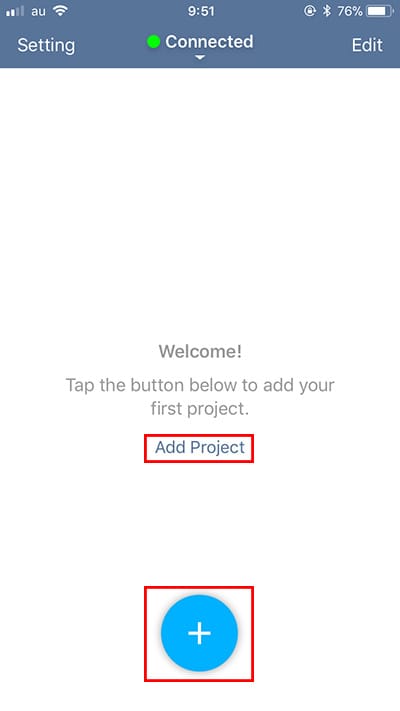 au 9:51 76%
Setting Connected Edit
Welcome!
Tap the button below to add your
first project.
Add Project
+